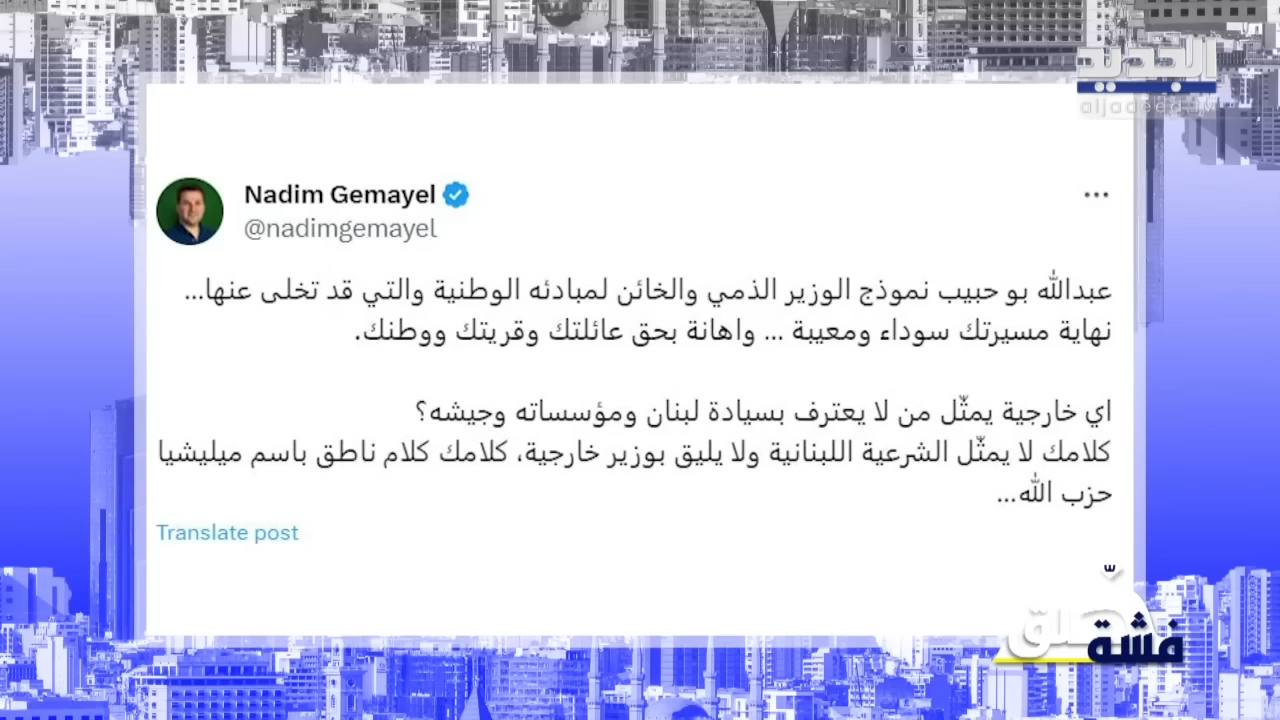 الجديد
aljadeed.tv
Nadim Gemayel
@nadimgemayel
عبدالله بو حبيب نموذج الوزير الذمي والخائن لمبادئه الوطنية والتي قد تخلى عنها...
نهاية مسيرتك سوداء ومعيبة ... واهانة بحق عائلتك وقريتك ووطنك.
اي خارجية يمثّل من لا يعترف بسيادة لبنان ومؤسساته وجيشه؟
كلامك لا يمثّل الشرعية اللبنانية ولا يليق بوزير خارجية، كلامك كلام ناطق باسم ميليشيا
حزب الله...
Translate post
فشّة خلق